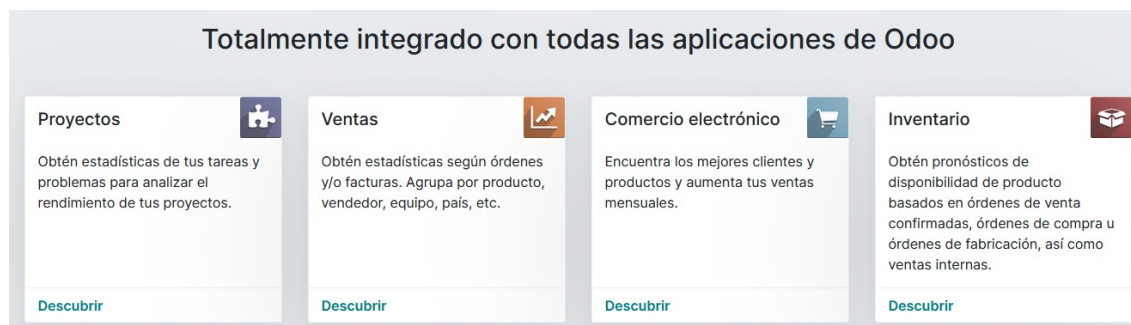 Totalmente integrado con todas las aplicaciones de Odoo
Proyectos
Obtén estadísticas de tus tareas y
problemas para analizar el
rendimiento de tus proyectos.
Descubrir
Ventas
Obtén estadísticas según órdenes
y/o facturas. Agrupa por producto,
vendedor, equipo, país, etc.
Descubrir
Comercio electrónico
Encuentra los mejores clientes y
productos y aumenta tus ventas
mensuales.
Descubrir
Inventario
Obtén pronósticos de
disponibilidad de producto
basados en órdenes de venta
confirmadas, órdenes de compra u
órdenes de fabricación, así como
ventas internas.
Descubrir